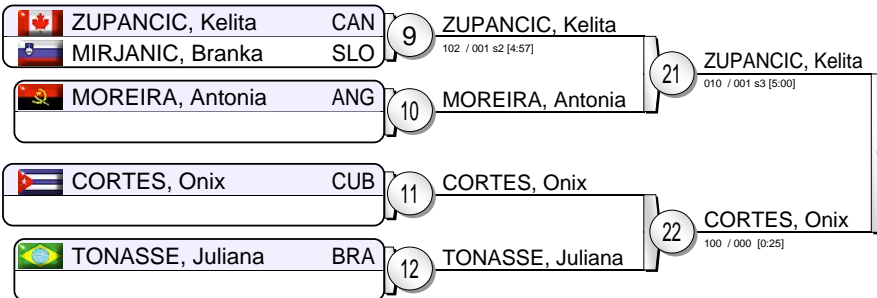 ZUPANCIC, Kelita CAN
MIRJANIC, Branka SLO
9
ZUPANCIC, Kelita
102 / 001 s2 [4:57]
MOREIRA, Antonia ANG
10
MOREIRA, Antonia
21
ZUPANCIC, Kelita
010 / 001 s3 [5:00]
CORTES, Onix CUB
11
CORTES, Onix
TONASSE, Juliana BRA
12
TONASSE, Juliana
22
CORTES, Onix
100 / 000 [0:25]